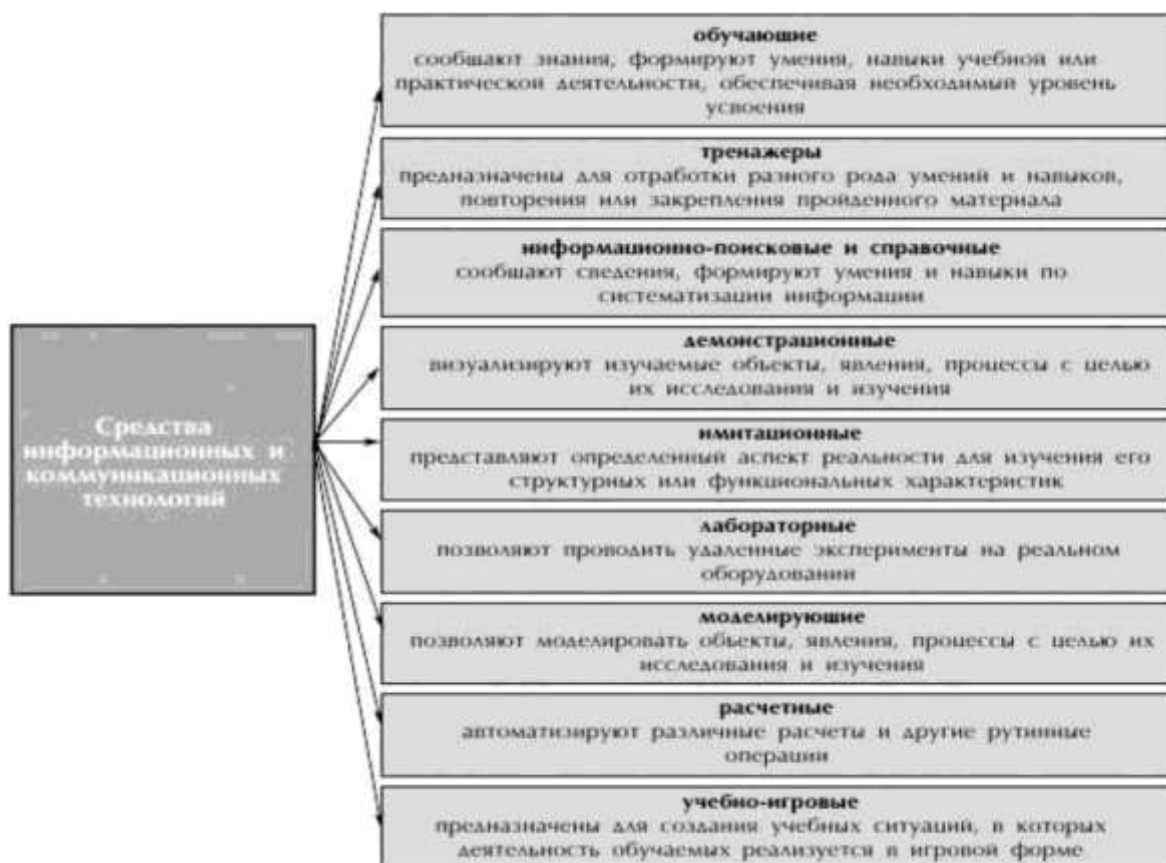 Средства
информационных и
коммуникационных
технологий
обучающие
сообщают знания, формируют умения, навыки учебной или
практической деятельности, обеспечивая необходимый уровень
усвоения
тренажеры
предназначены для отработки разного рода умений и навыков,
повторения или закрепления пройденного материала
информационно-поисковые и справочные
сообщают сведения, формируют умения и навыки по
систематизации информации
демонстрационные
визуализируют изучаемые объекты, явления, процессы с целью
их исследования и изучения
имитационные
представляют определенный аспект реальности для изучения его
структурных или функциональных характеристик
лабораторные
позволяют проводить удаленные эксперименты на реальном
оборудовании
моделирующие
позволяют моделировать объекты, явления, процессы с целью их
исследования и изучения
расчетные
автоматизируют различные расчеты и другие рутинные
операции
учебно-игровые
предназначены для создания учебных ситуаций, в которых
деятельность обучаемых реализуется в игровой форме